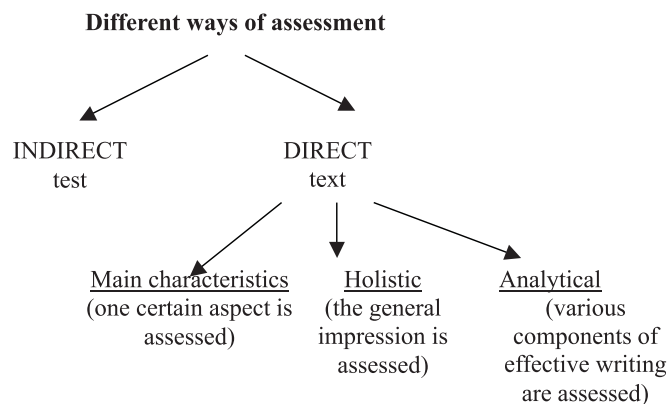 Different ways of assessment
INDIRECT
test
DIRECT
text
Main characteristics
(one certain aspect is
assessed)
Holistic
(the general
impression is
assessed)
Analytical
(various
components of
effective writing
are assessed)